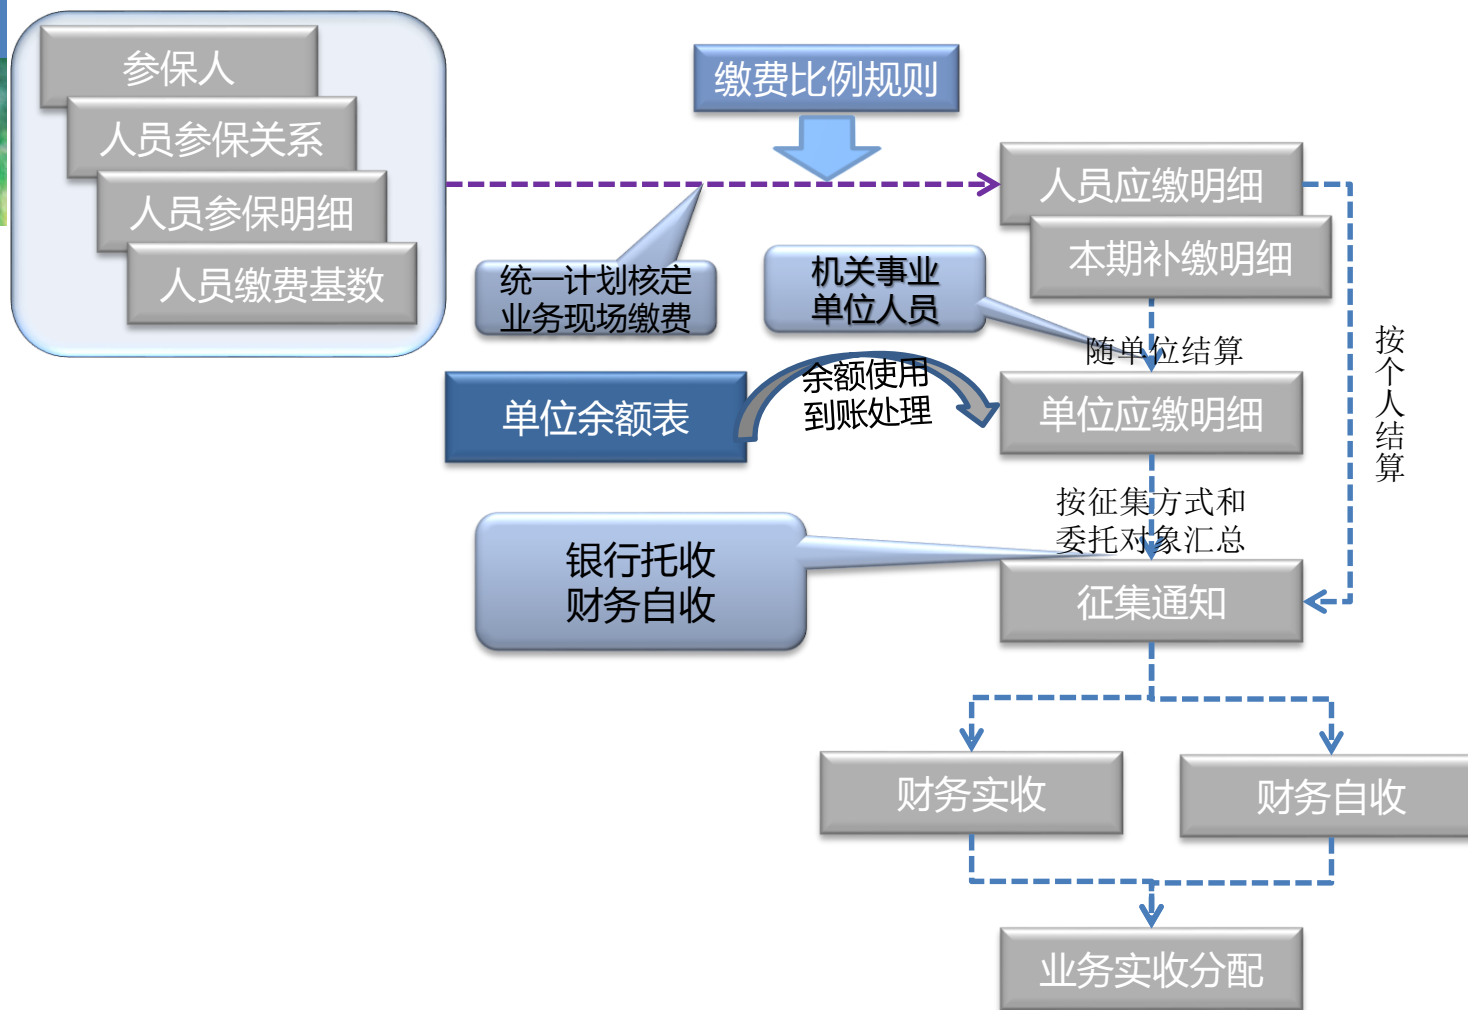 参保人
人员参保关系
人员参保明细
人员缴费基数
缴费比例规则
人员应缴明细
本期补缴明细
统一计划核定
业务现场缴费
机关事业
单位人员
随单位结算
按个人结算
单位余额表
余额使用
到账处理
单位应缴明细
按征集方式和
委托对象汇总
银行托收
财务自收
征集通知
财务实收
财务自收
业务实收分配